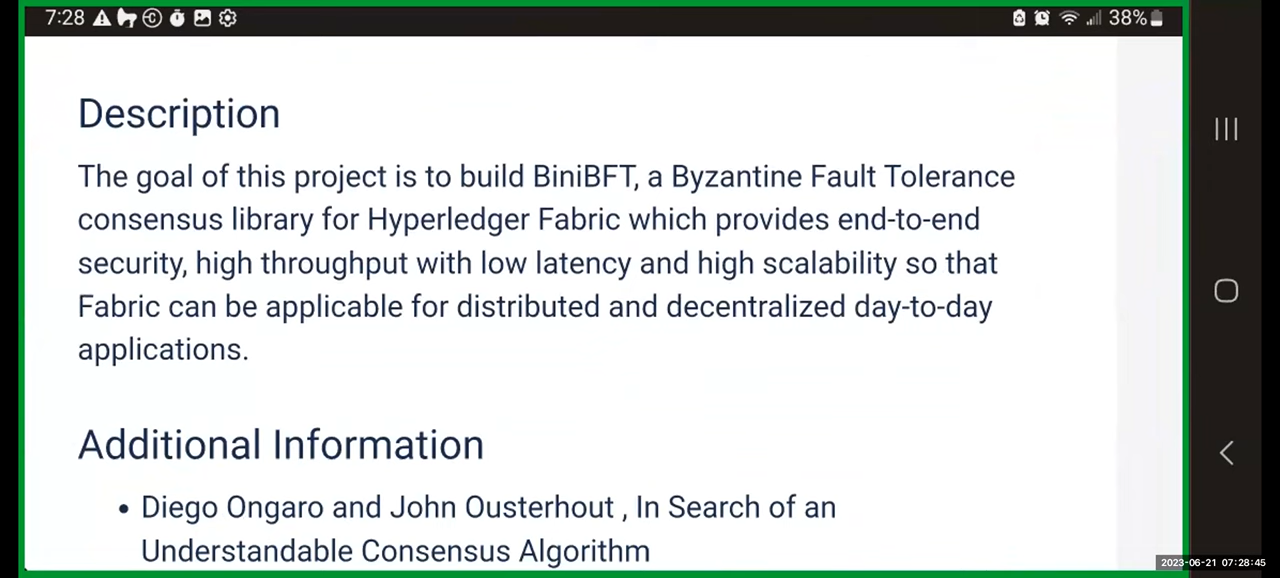 7:28
38%
Description
The goal of this project is to build BiniBFT, a Byzantine Fault Tolerance
consensus library for Hyperledger Fabric which provides end-to-end
security, high throughput with low latency and high scalability so that
Fabric can be applicable for distributed and decentralized day-to-day
applications.
Additional Information
• Diego Ongaro and John Ousterhout , In Search of an
Understandable Consensus Algorithm
2023-06-21 07:28:45